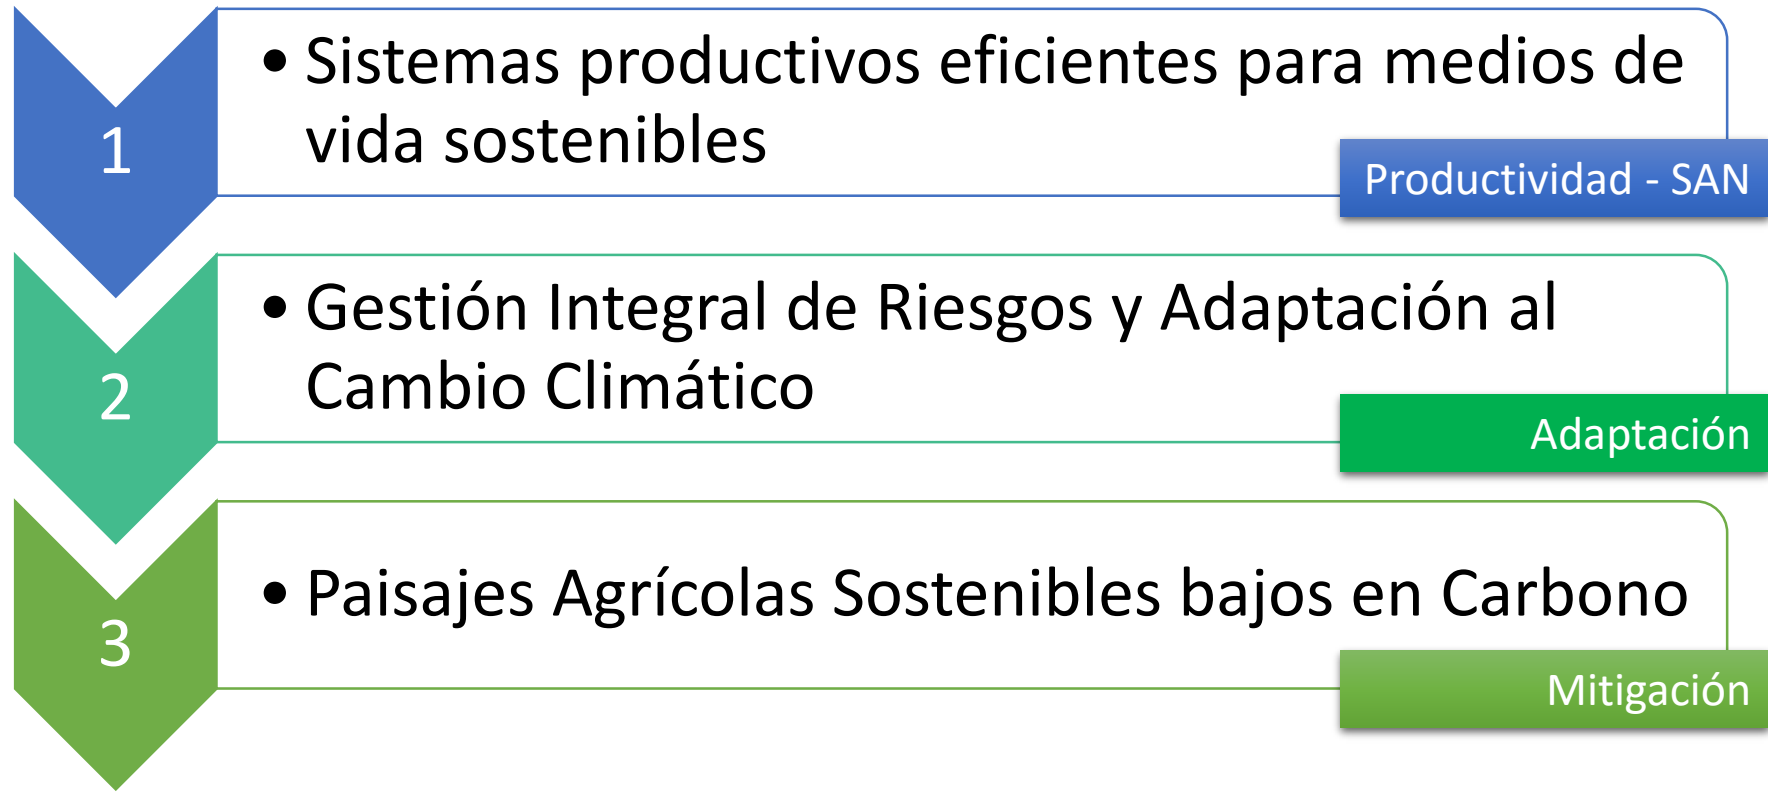 1
• Sistemas productivos eficientes para medios de
vida sostenibles
Productividad - SAN
2
• Gestión Integral de Riesgos y Adaptación al
Cambio Climático
Adaptación
3
• Paisajes Agrícolas Sostenibles bajos en Carbono
Mitigación